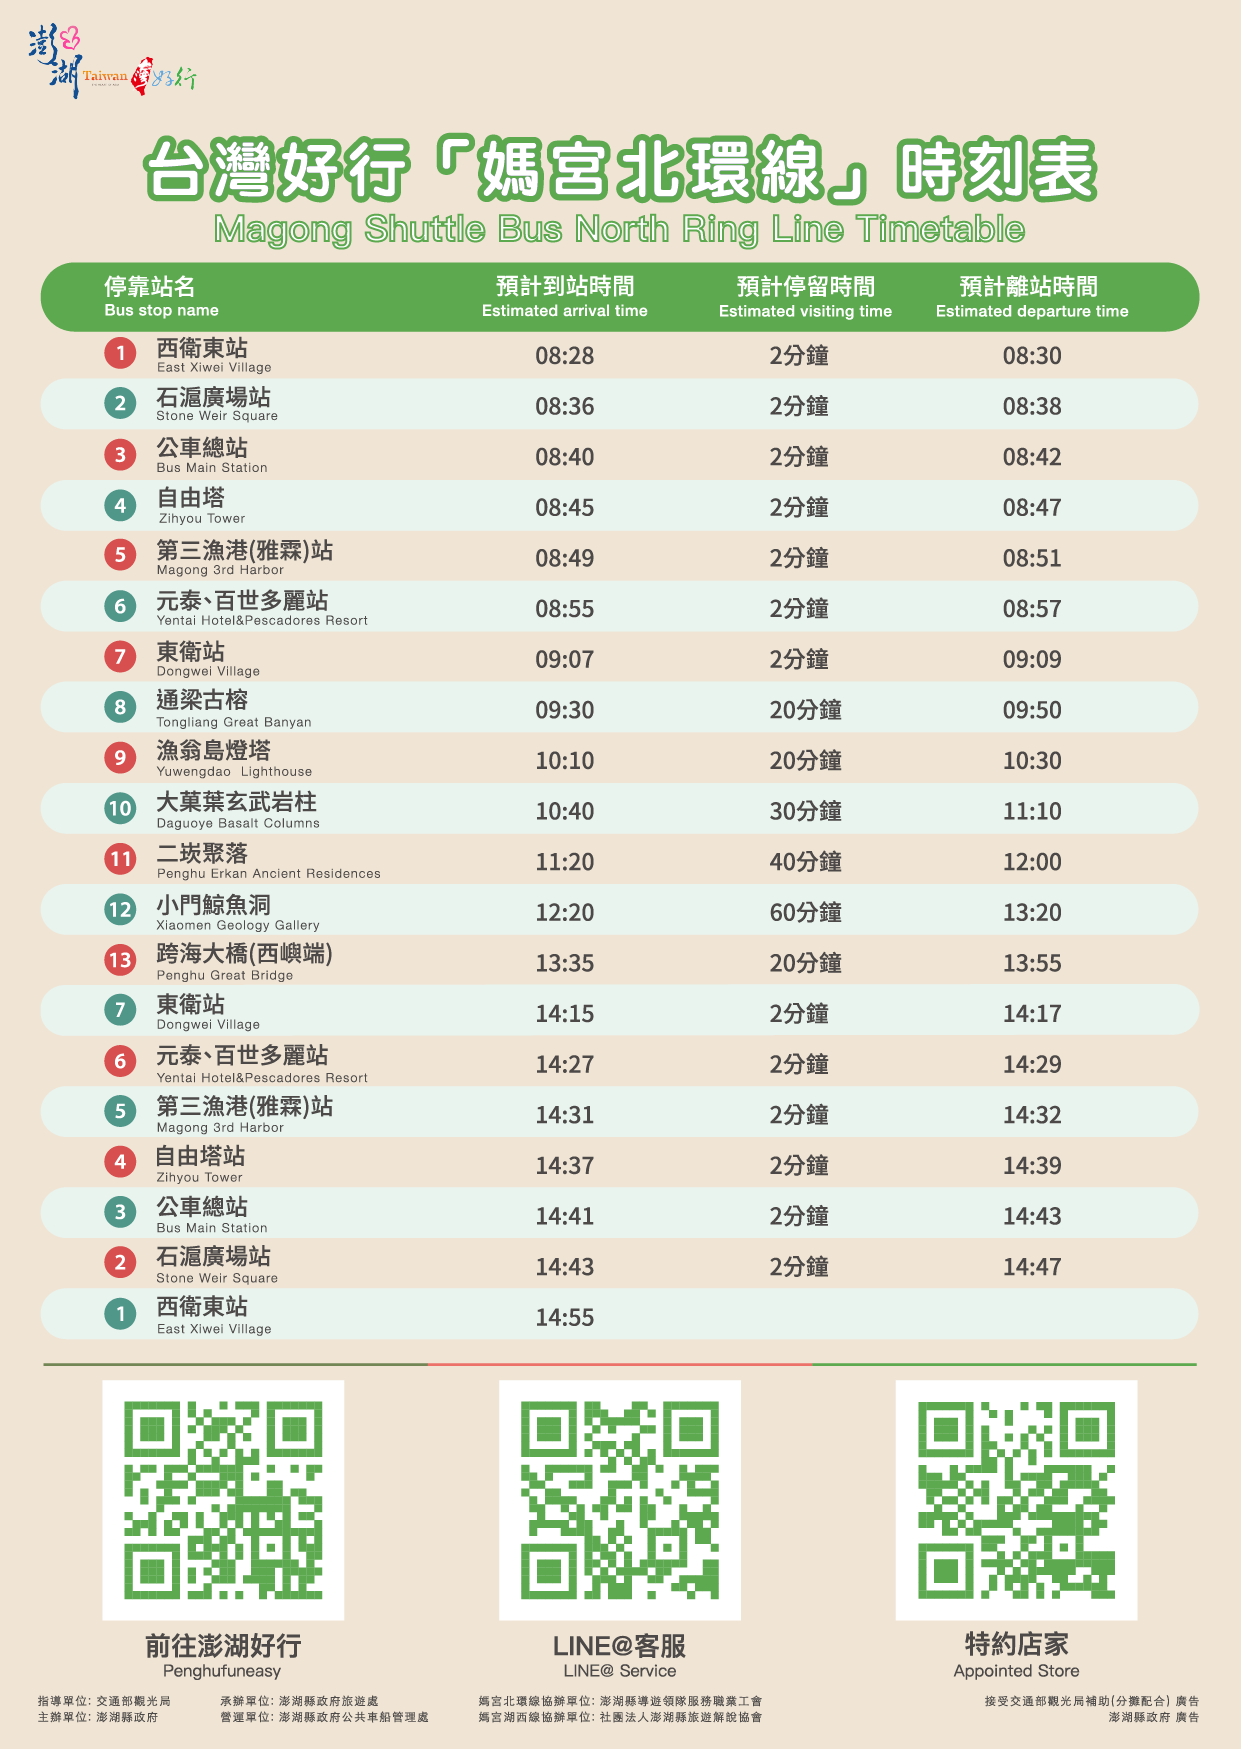 澎湖
Taiwan 好行
台灣好行「媽宮北環線」時刻表
Magong Shuttle Bus North Ring Line Timetable
停靠站名 預計到站時間 預計停留時間 預計離站時間
Bus stop name Estimated arrival time Estimated visiting time Estimated departure time
1 西衛東站 08:28 2分鐘 08:30
East Xiwei Village
2 石滬廣場站 08:36 2分鐘 08:38
Stone Weir Square
3 公車總站 08:40 2分鐘 08:42
Bus Main Station
4 自由塔 08:45 2分鐘 08:47
Zihyou Tower
5 第三漁港(雅霖)站 08:49 2分鐘 08:51
Magong 3rd Harbor
6 元泰、百世多麗站 08:55 2分鐘 08:57
Yentai Hotel&Pescadores Resort
7 東衛站 09:07 2分鐘 09:09
Dongwei Village
8 通梁古榕 09:30 20分鐘 09:50
Tongliang Great Banyan
9 漁翁島燈塔 10:10 20分鐘 10:30
Yuwengdao Lighthouse
10 大菓葉玄武岩柱 10:40 30分鐘 11:10
Daguoye Basalt Columns
11 二崁聚落 11:20 40分鐘 12:00
Penghu Erkan Ancient Residences
12 小門鯨魚洞 12:20 60分鐘 13:20
Xiaomen Geology Gallery
13 跨海大橋(西嶼端) 13:35 20分鐘 13:55
Penghu Great Bridge
7 東衛站 14:15 2分鐘 14:17
Dongwei Village
6 元泰、百世多麗站 14:27 2分鐘 14:29
Yentai Hotel&Pescadores Resort
5 第三漁港(雅霖)站 14:31 2分鐘 14:32
Magong 3rd Harbor
4 自由塔站 14:37 2分鐘 14:39
Zihyou Tower
3 公車總站 14:41 2分鐘 14:43
Bus Main Station
2 石滬廣場站 14:43 2分鐘 14:47
Stone Weir Square
1 西衛東站 14:55
East Xiwei Village
前往澎湖好行 LINE@客服 特約店家
Penghufuneasy LINE@ Service Appointed Store
指導單位: 交通部觀光局 承辦單位: 澎湖縣政府旅遊處 媽宮北環線協辦單位: 澎湖縣導遊領隊服務職業工會 接受交通部觀光局補助(分攤配合) 廣告
主辦單位: 澎湖縣政府 營運單位: 澎湖縣政府公共車船管理處 媽宮湖西線協辦單位: 社團法人澎湖縣旅遊解說協會 澎湖縣政府 廣告